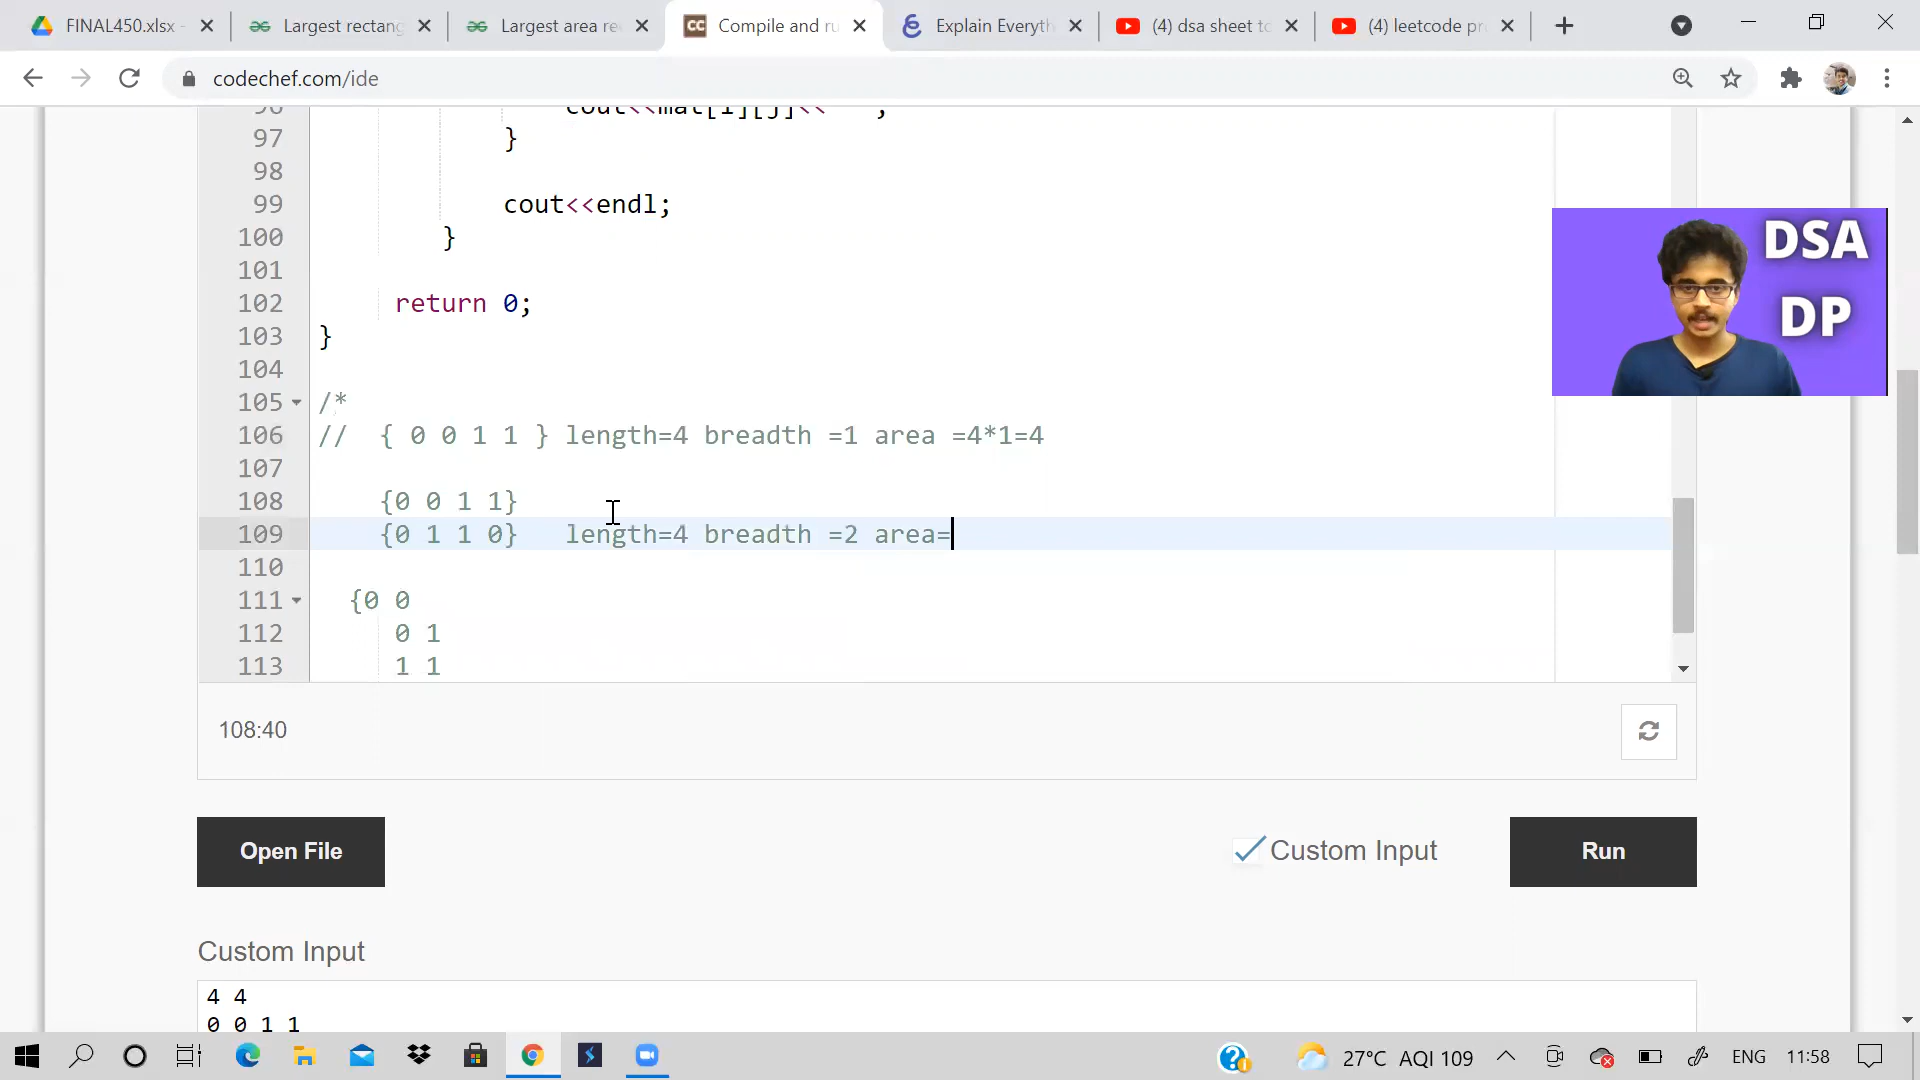 FINAL450.xlsx -
Largest rectang
Largest area re
Compile and ru
Explain Everyth
(4) dsa sheet to
(4) leetcode pr
codechef.com/ide
96 cout<<mat[i][j]<<" ";
97 }
98
99 cout<<endl;
100 }
101
102 return 0;
103 }
104
105 /*
106 // { 0 0 1 1 } length=4 breadth =1 area =4*1=4
107
108 {0 0 1 1}
109 {0 1 1 0} length=4 breadth =2 area=
110
111 {0 0
112 0 1
113 1 1
DSA
DP
108:40
Open File
Custom Input
Run
Custom Input
4 4
0 0 1 1
27°C AQI 109
ENG
11:58